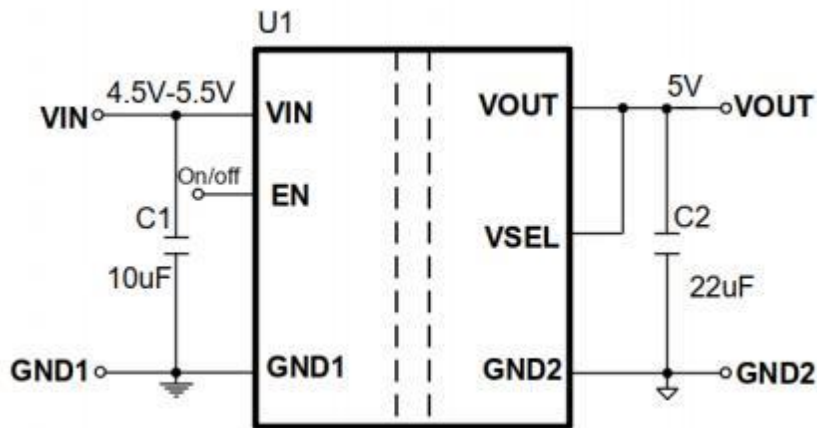 U1
4.5V-5.5V
VIN
VIN
VOUT
5V
VOUT
On/off
EN
C1
VSEL
C2
10uF
22uF
GND1
GND1
GND2
GND2